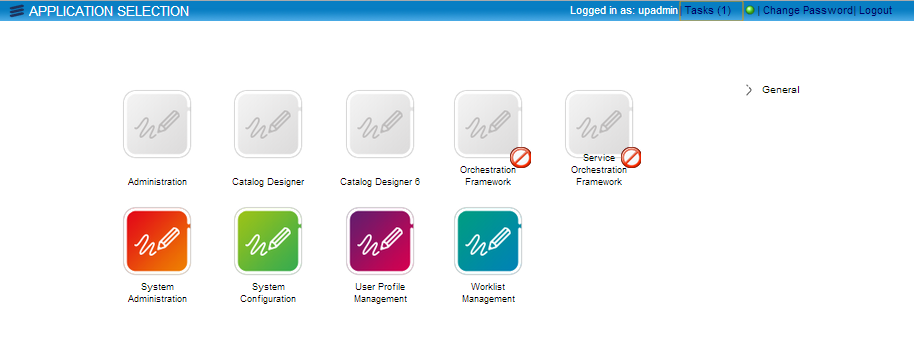 APPLICATION SELECTION
Logged in as: upadmin Tasks (1) | Change Password| Logout
General
Administration
Catalog Designer
Catalog Designer 6
Orchestration
Framework
Service
Orchestration
Framework
System
Administration
System
Configuration
User Profile
Management
Worklist
Management